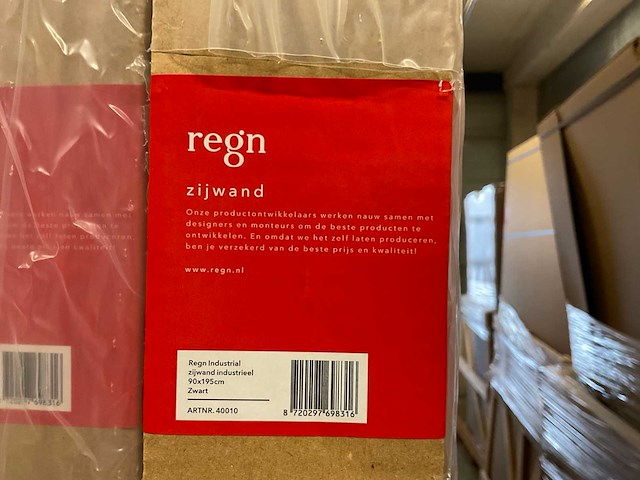 regn
zijwand
Onze productontwikkelaars werken nauw samen met
designers en monteurs om de beste producten te
ontwikkelen. En omdat we het zelf laten produceren,
ben je verzekerd van de beste prijs en kwaliteit!
www.regn.nl
Regn Industrial
zijwand industrieel
90x195cm
Zwart
ARTNR. 40010
8 720297 698316